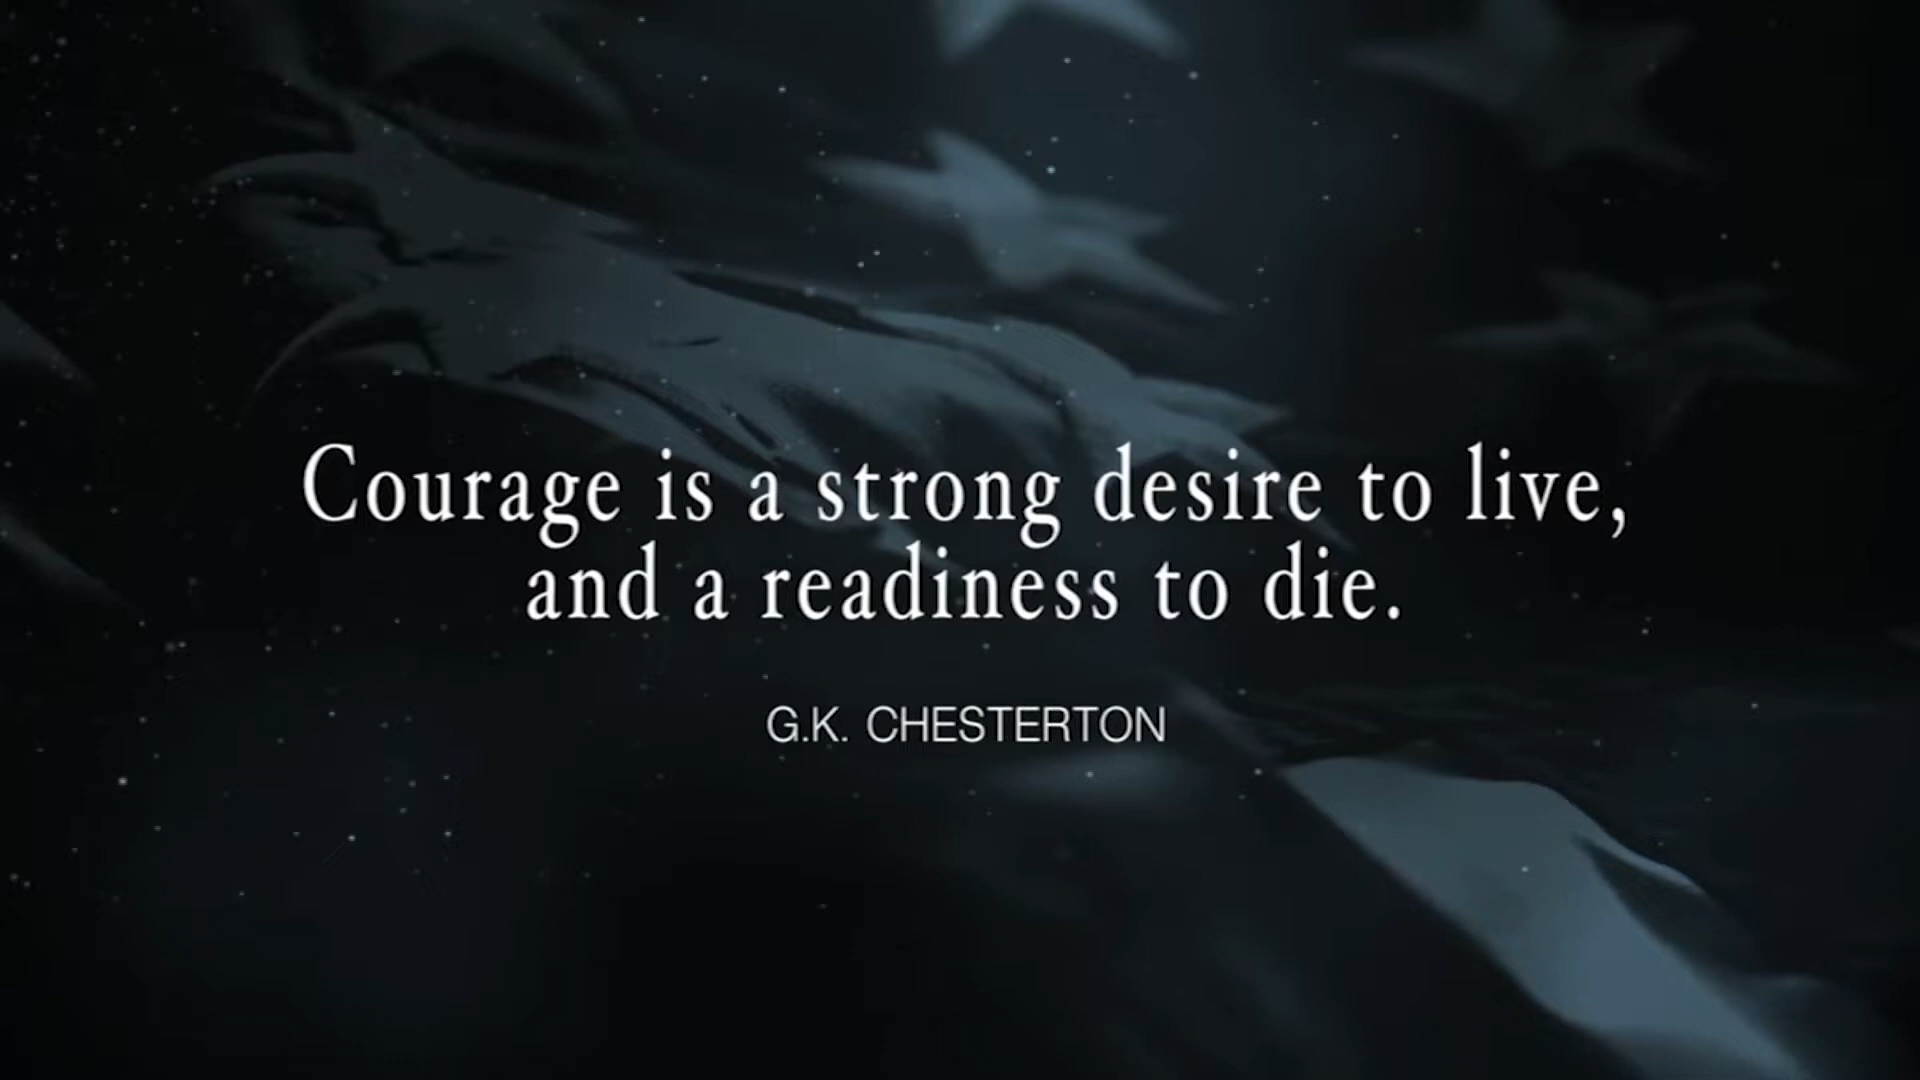 Courage is a strong desire to live,
and a readiness to die.
G.K. CHESTERTON